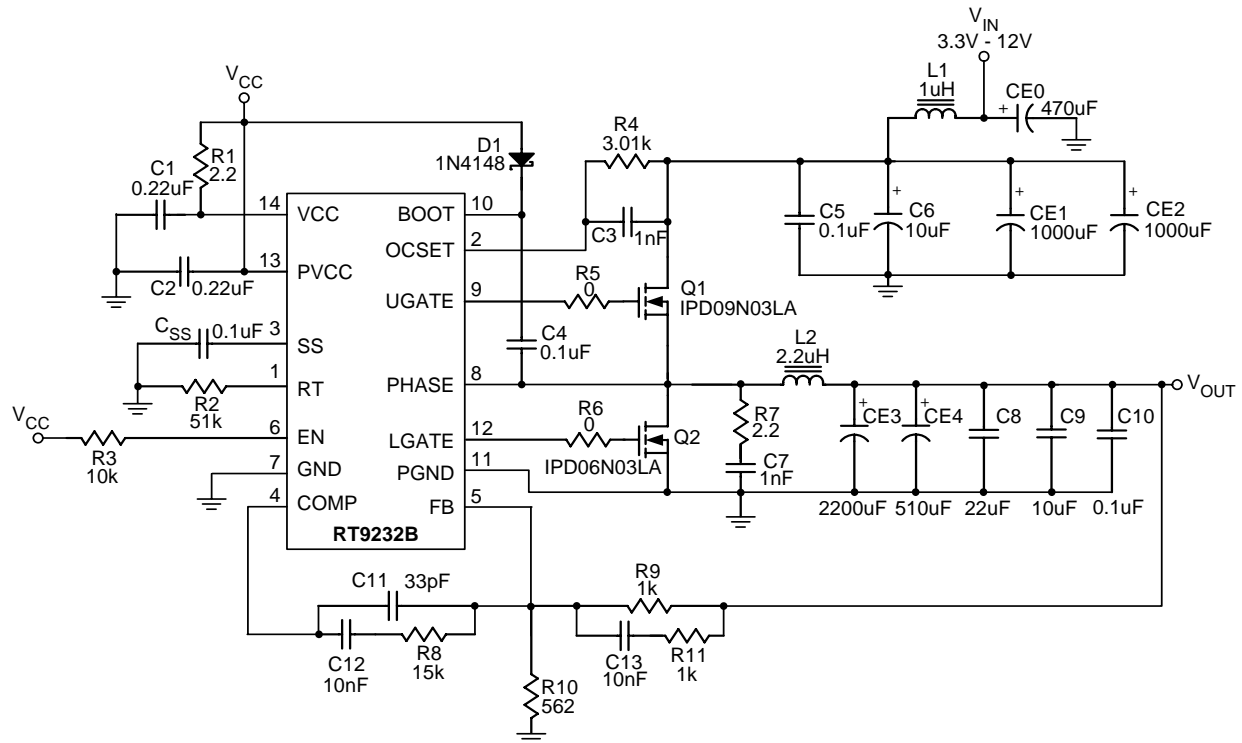 V_IN
3.3V - 12V
V_CC
L1
1uH
CE0
470uF
+
R4
3.01k
D1
1N4148
C1
0.22uF
R1
2.2
14
VCC
BOOT
10
C3
1nF
OCSET
2
C5
0.1uF
+
C6
10uF
+
CE1
1000uF
+
CE2
1000uF
13
PVCC
C2
0.22uF
UGATE
9
R5
0
Q1
IPD09N03LA
C_SS
0.1uF
3
SS
C4
0.1uF
L2
2.2uH
1
RT
R2
51k
PHASE
8
V_OUT
V_CC
R3
10k
6
EN
LGATE
12
R6
0
Q2
IPD06N03LA
R7
2.2
C7
1nF
+
CE3
2200uF
+
CE4
510uF
C8
22uF
C9
10uF
C10
0.1uF
7
GND
PGND
11
4
COMP
FB
5
RT9232B
C11
33pF
C12
10nF
R8
15k
R9
1k
C13
10nF
R11
1k
R10
562